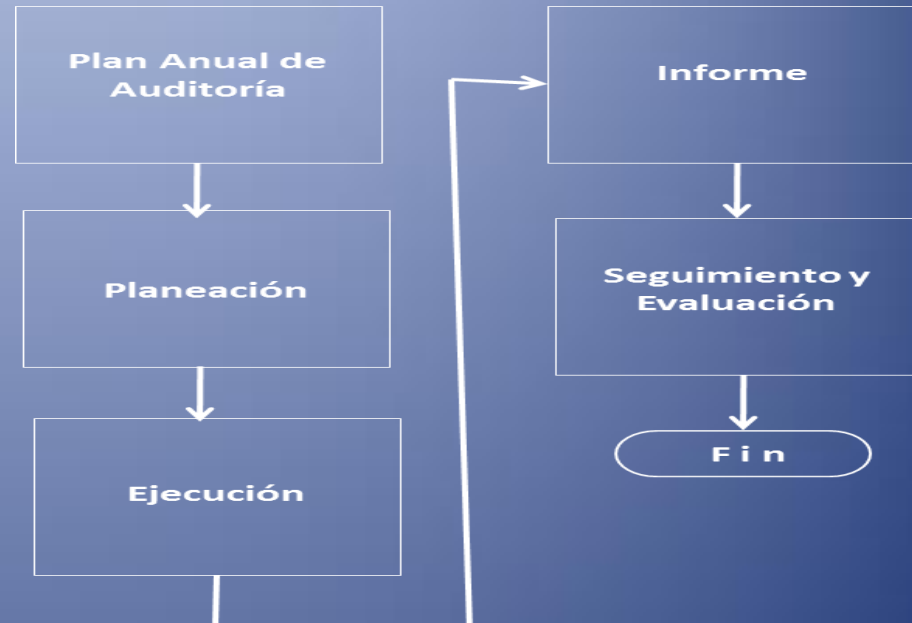 Plan Anual de
Auditoría
Planeación
Ejecución
Informe
Seguimiento y
Evaluación
F i n